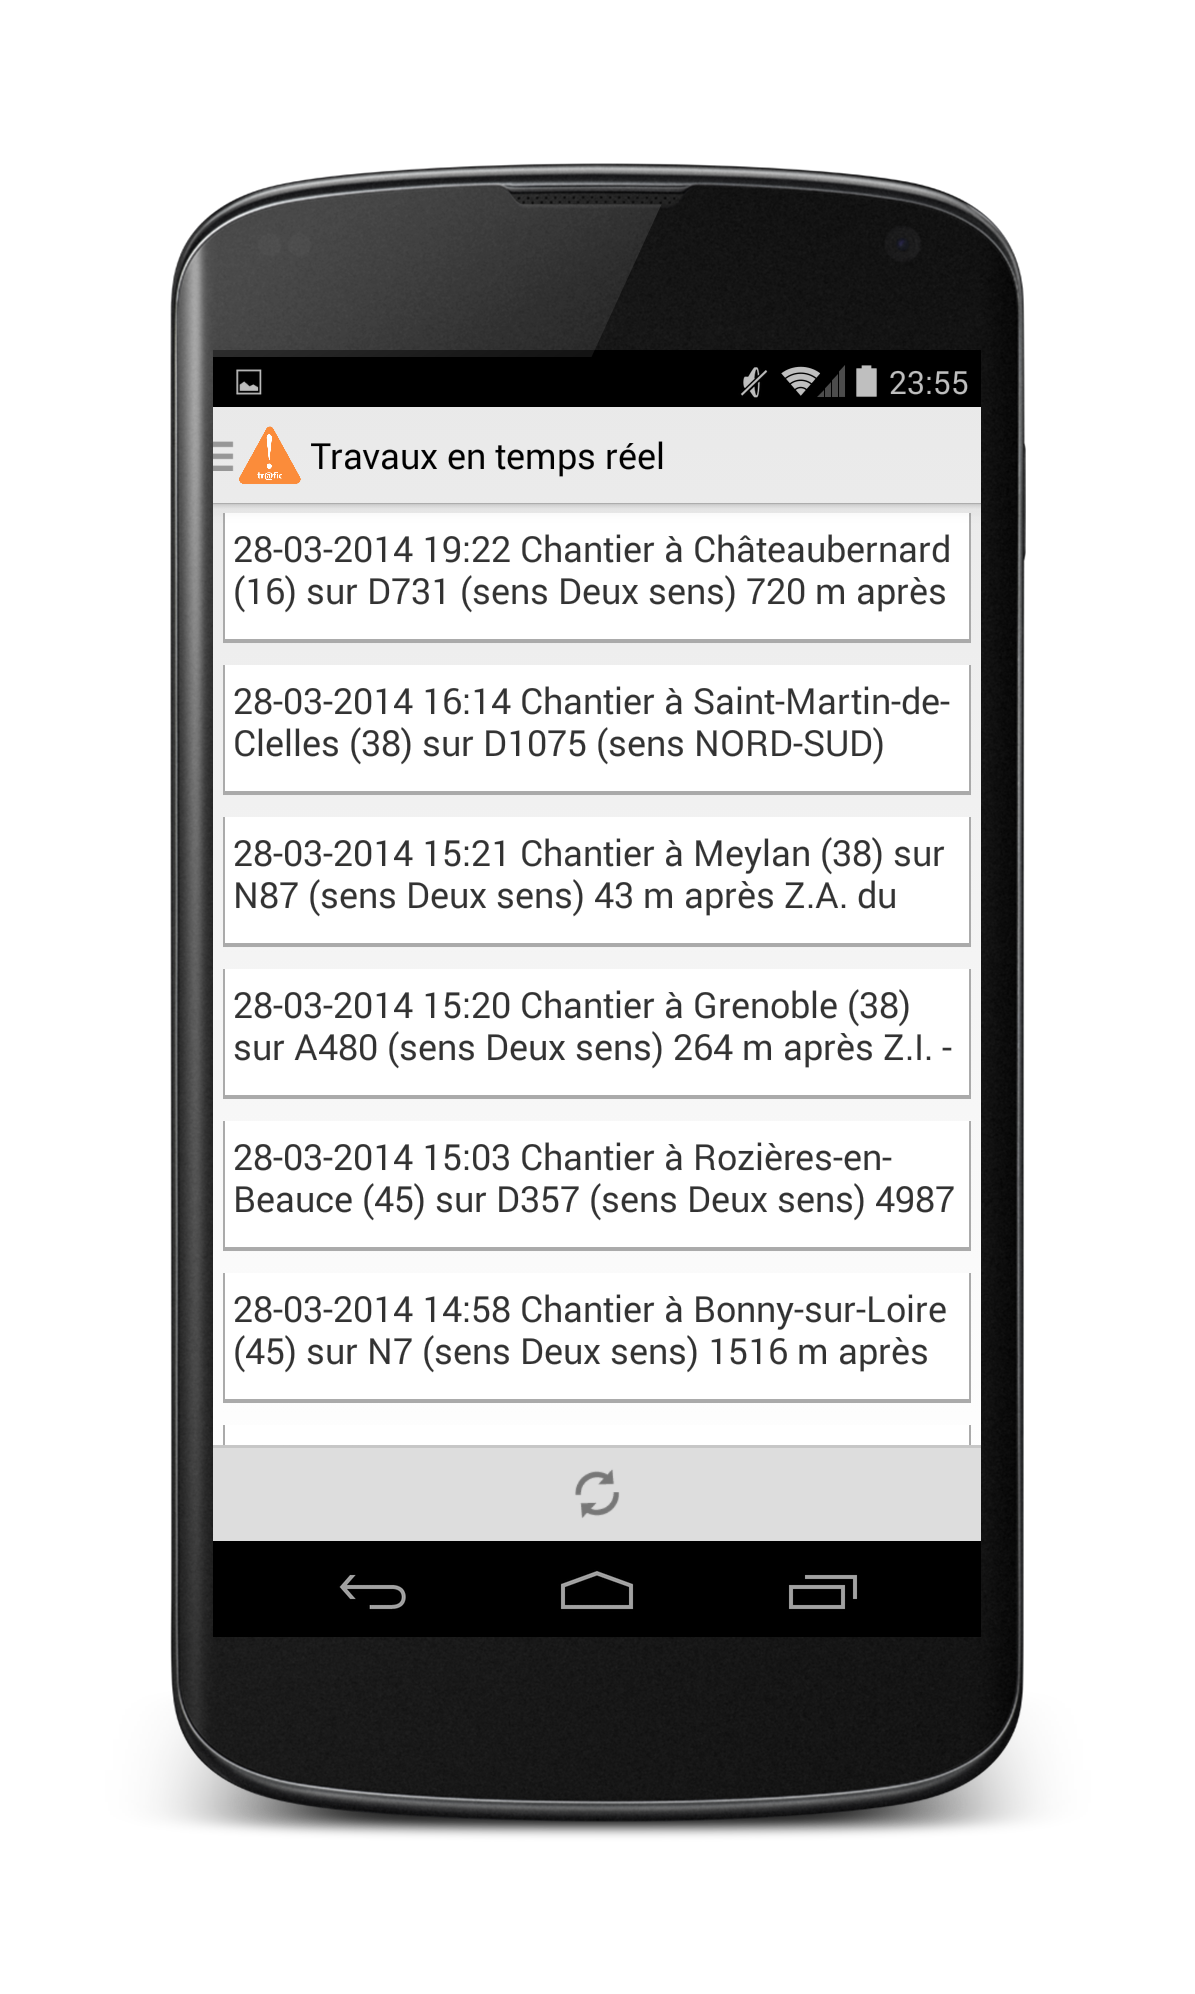 23:55
tr@fic
Travaux en temps réel
28-03-2014 19:22 Chantier à Châteaubernard
(16) sur D731 (sens Deux sens) 720 m après
28-03-2014 16:14 Chantier à Saint-Martin-de-
Clelles (38) sur D1075 (sens NORD-SUD)
28-03-2014 15:21 Chantier à Meylan (38) sur
N87 (sens Deux sens) 43 m après Z.A. du
28-03-2014 15:20 Chantier à Grenoble (38)
sur A480 (sens Deux sens) 264 m après Z.I. -
28-03-2014 15:03 Chantier à Rozières-en-
Beauce (45) sur D357 (sens Deux sens) 4987
28-03-2014 14:58 Chantier à Bonny-sur-Loire
(45) sur N7 (sens Deux sens) 1516 m après